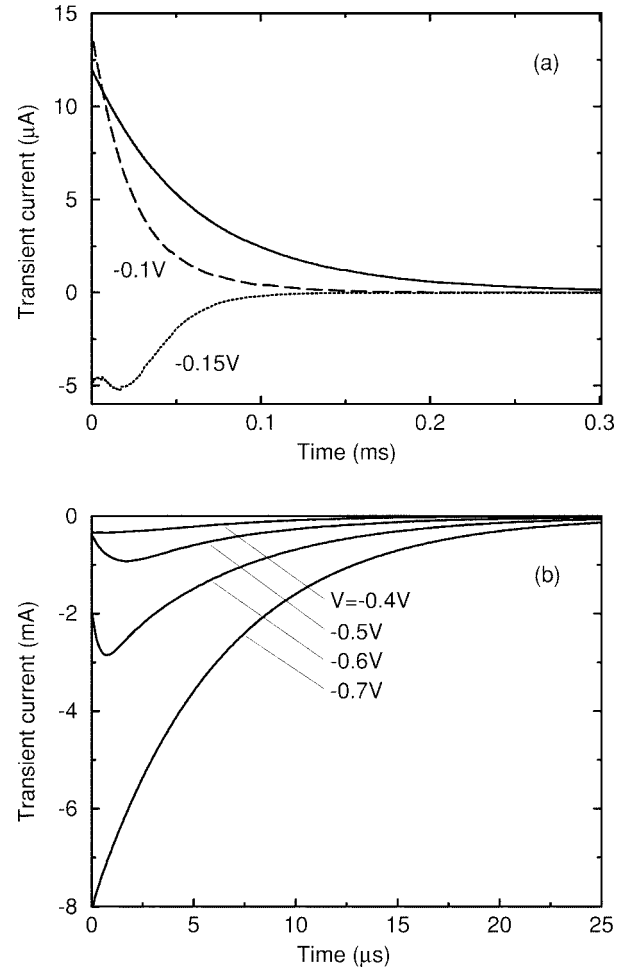 15
(a)
10
Transient current (μA)
5
-0.1V
0
-0.15V
-5
0
0.1
0.2
0.3
Time (ms)
0
(b)
V=-0.4V
-2
-0.5V
-0.6V
-0.7V
Transient current (mA)
-4
-6
-8
0
5
10
15
20
25
Time (μs)